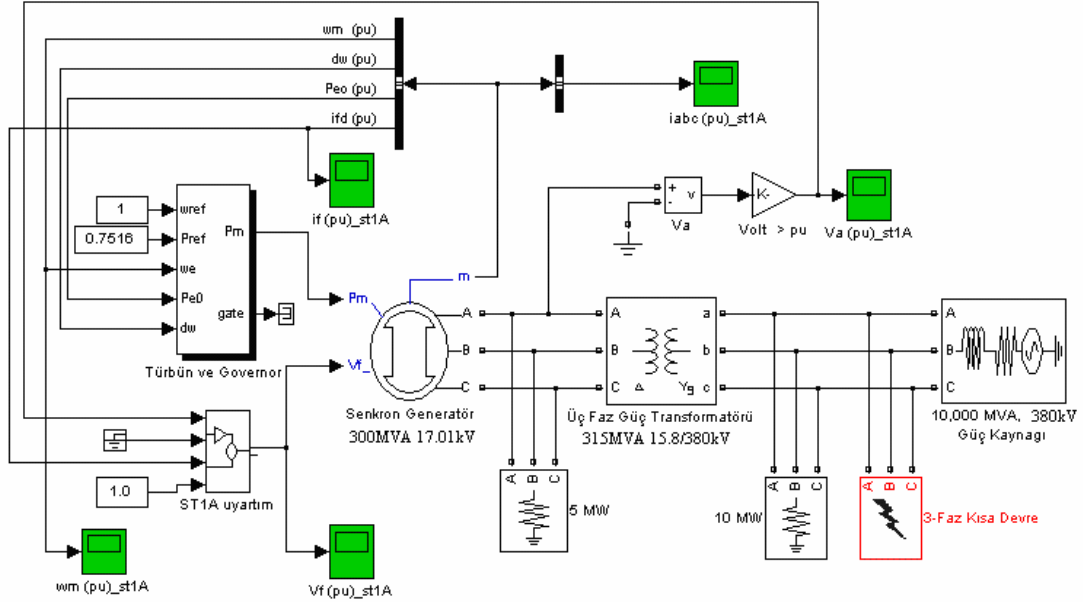 wm (pu)
dw (pu)
Peo (pu)
ifd (pu)
iabc (pu)_st1A
if (pu)_st1A
1
0.7516
wref
Pref
we
Pe0
dw
Pm
gate
Türbün ve Governor
+
-
v
Va
K-
Volt > pu
Va (pu)_st1A
m
Pm
Vf_
A
B
C
Senkron Generatör
300MVA 17.01kV
A
B
C
Δ
a
b
c
Yg
Üç Faz Güç Transformatörü
315MVA 15.8/380kV
A
B
C
10,000 MVA, 380kV
Güç Kaynagı
1.0
ST1A uyartım
A B C
5 MW
A B C
10 MW
A B C
3-Faz Kısa Devre
wm (pu)_st1A
Vf (pu)_st1A